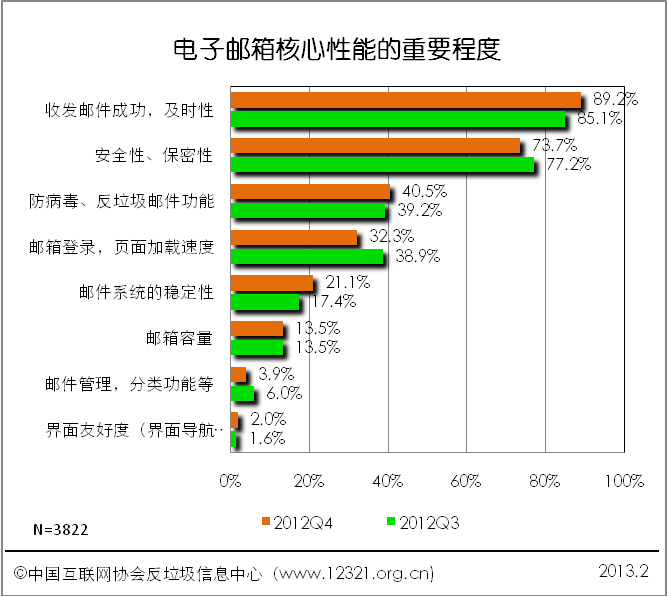 电子邮箱核心性能的重要程度
收发邮件成功，及时性
89.2%
85.1%
安全性、保密性
73.7%
77.2%
防病毒、反垃圾邮件功能
40.5%
39.2%
邮箱登录，页面加载速度
32.3%
38.9%
邮件系统的稳定性
21.1%
17.4%
邮箱容量
13.5%
13.5%
邮件管理，分类功能等
3.9%
6.0%
界面友好度（界面导航…
2.0%
1.6%
0% 20% 40% 60% 80% 100%
2012Q4 2012Q3
N=3822
©中国互联网协会反垃圾信息中心（www.12321.org.cn) 2013.2